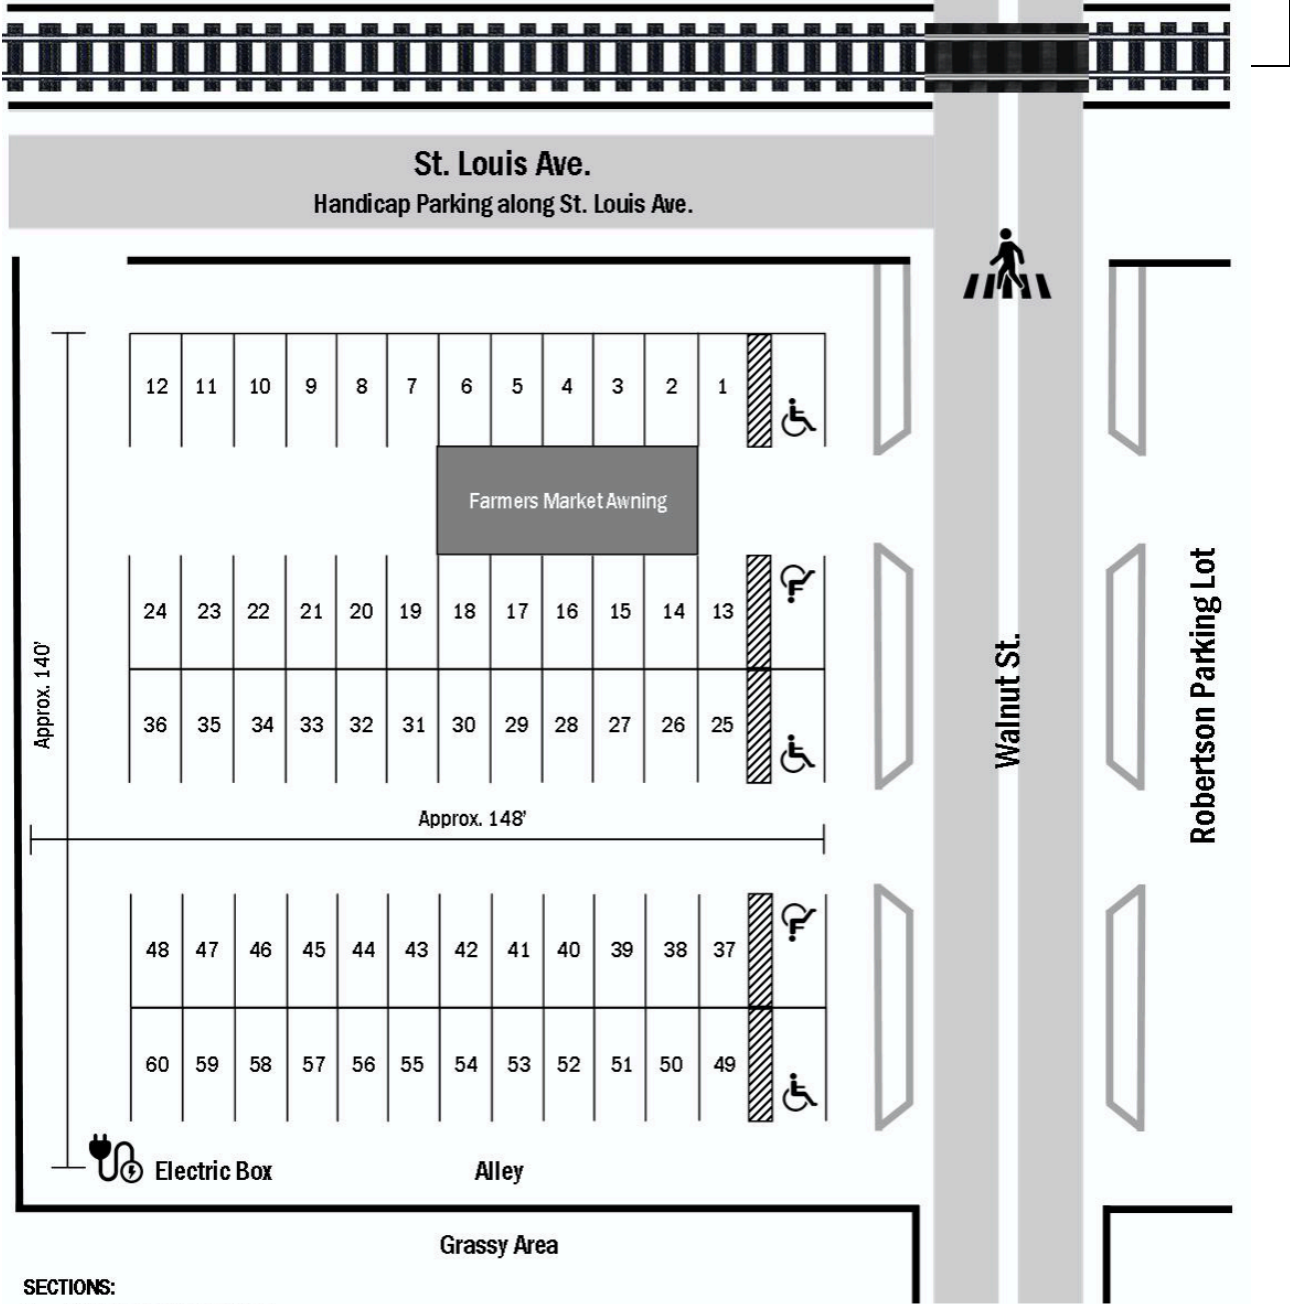 St. Louis Ave.
Handicap Parking along St. Louis Ave.
12 11 10 9 8 7 6 5 4 3 2 1
Farmers Market Awning
24 23 22 21 20 19 18 17 16 15 14 13
36 35 34 33 32 31 30 29 28 27 26 25
Approx. 140'
Approx. 148'
Walnut St.
Robertson Parking Lot
48 47 46 45 44 43 42 41 40 39 38 37
60 59 58 57 56 55 54 53 52 51 50 49
Electric Box
Alley
Grassy Area
SECTIONS: